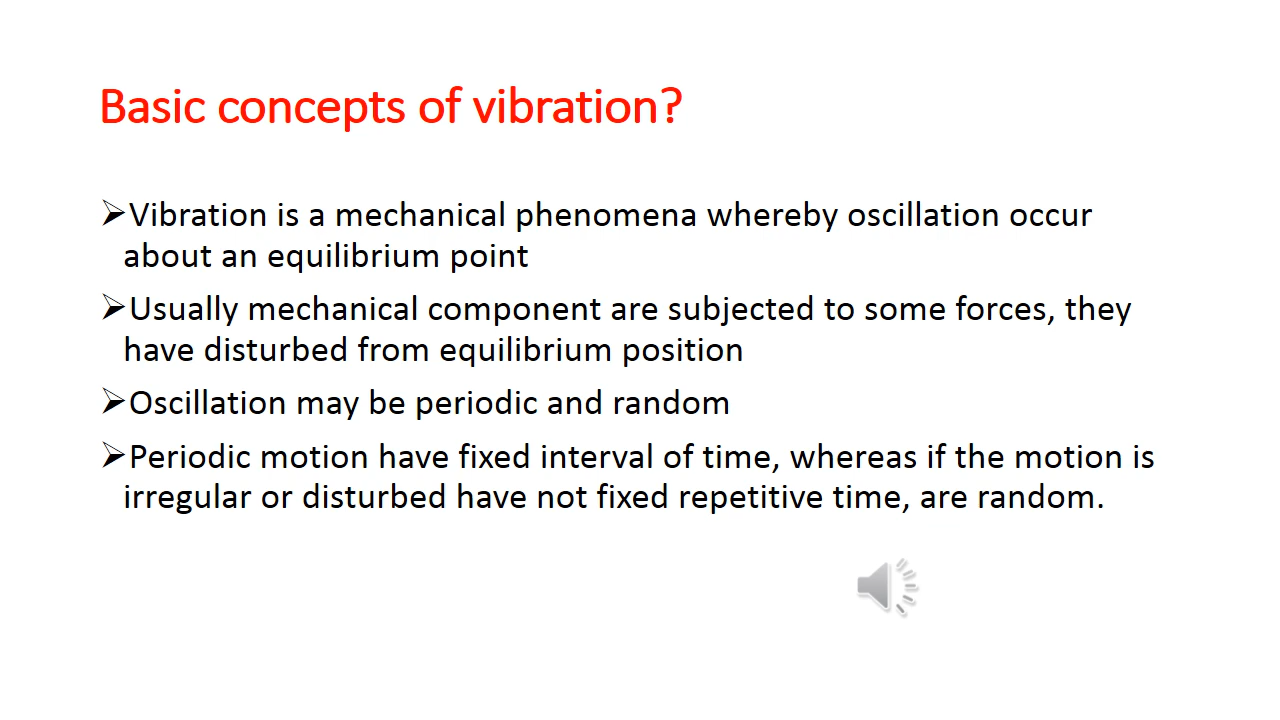 Basic concepts of vibration?
➢Vibration is a mechanical phenomena whereby oscillation occur
about an equilibrium point
➢Usually mechanical component are subjected to some forces, they
have disturbed from equilibrium position
➢Oscillation may be periodic and random
➢Periodic motion have fixed interval of time, whereas if the motion is
irregular or disturbed have not fixed repetitive time, are random.